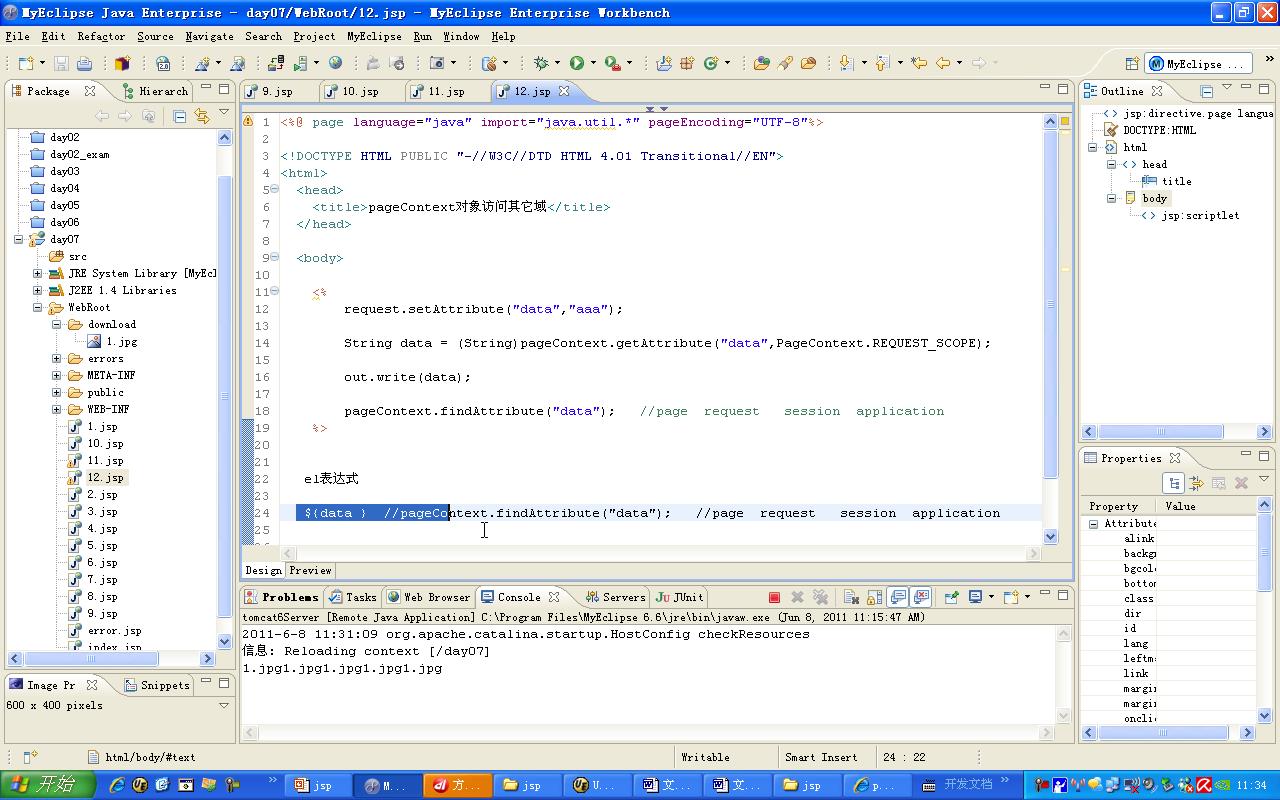 MyEclipse Java Enterprise - day07/WebRoot/12.jsp - MyEclipse Enterprise Workbench
File Edit Refactor Source Navigate Search Project MyEclipse Run Window Help
MyEclipse ...
Package
Hierarch
day02
day02_exam
day03
day04
day05
day06
day07
src
JRE System Library [MyEcl
J2EE 1.4 Libraries
WebRoot
download
1.jpg
errors
META-INF
public
WEB-INF
1.jsp
10.jsp
11.jsp
12.jsp
2.jsp
3.jsp
4.jsp
5.jsp
6.jsp
7.jsp
8.jsp
9.jsp
error.jsp
index.jsp
Image Pr
Snippets
600 x 400 pixels
9.jsp 10.jsp 11.jsp 12.jsp
1 <%@ page language="java" import="java.util.*" pageEncoding="UTF-8"%>
2
3 <!DOCTYPE HTML PUBLIC "-//W3C//DTD HTML 4.01 Transitional//EN">
4 <html>
5 <head>
6 <title>pageContext对象访问其它域</title>
7 </head>
8
9 <body>
10
11 <%
12 request.setAttribute("data","aaa");
13
14 String data = (String)pageContext.getAttribute("data",PageContext.REQUEST_SCOPE);
15
16 out.write(data);
17
18 pageContext.findAttribute("data"); //page request session application
19 %>
20
21
22 el表达式
23
24 ${data } //pageContext.findAttribute("data"); //page request session application
25
Design Preview
Problems Tasks Web Browser Console Servers JUnit
tomcat6Server [Remote Java Application] C:\Program Files\MyEclipse 6.6\jre\bin\javaw.exe (Jun 8, 2011 11:15:47 AM)
2011-6-8 11:31:09 org.apache.catalina.startup.HostConfig checkResources
信息: Reloading context [/day07]
1.jpg1.jpg1.jpg1.jpg1.jpg
Outline
jsp:directive.page langua
DOCTYPE:HTML
html
head
title
body
jsp:scriptlet
Properties
Property Value
Attribute
alink
backgr
bgcolo
bottom
class
dir
id
lang
leftm
link
margi
margi
oncli
html/body/#text
Writable
Smart Insert
24 : 22
开始
jsp
M...
方...
jsp
U...
文...
文...
jsp
P...
开发文档
11:34